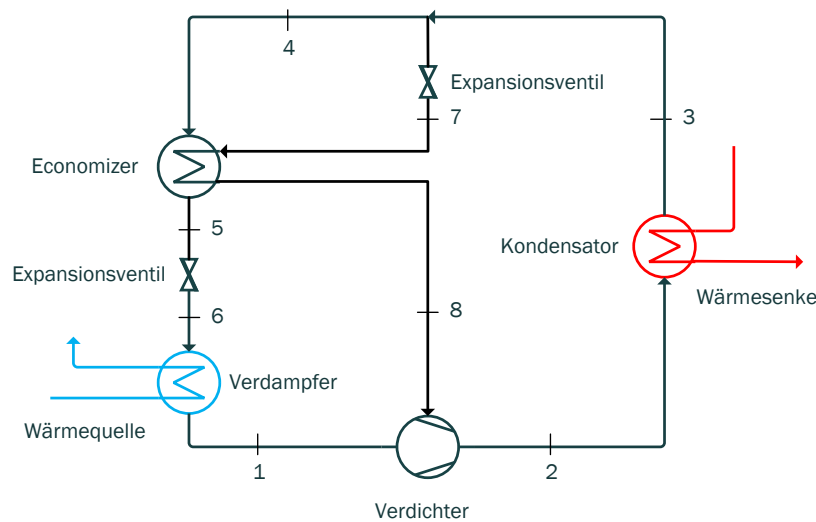 4
Expansionsventil
7
3
Economizer
5
Kondensator
Expansionsventil
Wärmesenke
6
8
Verdampfer
Wärmequelle
1
2
Verdichter